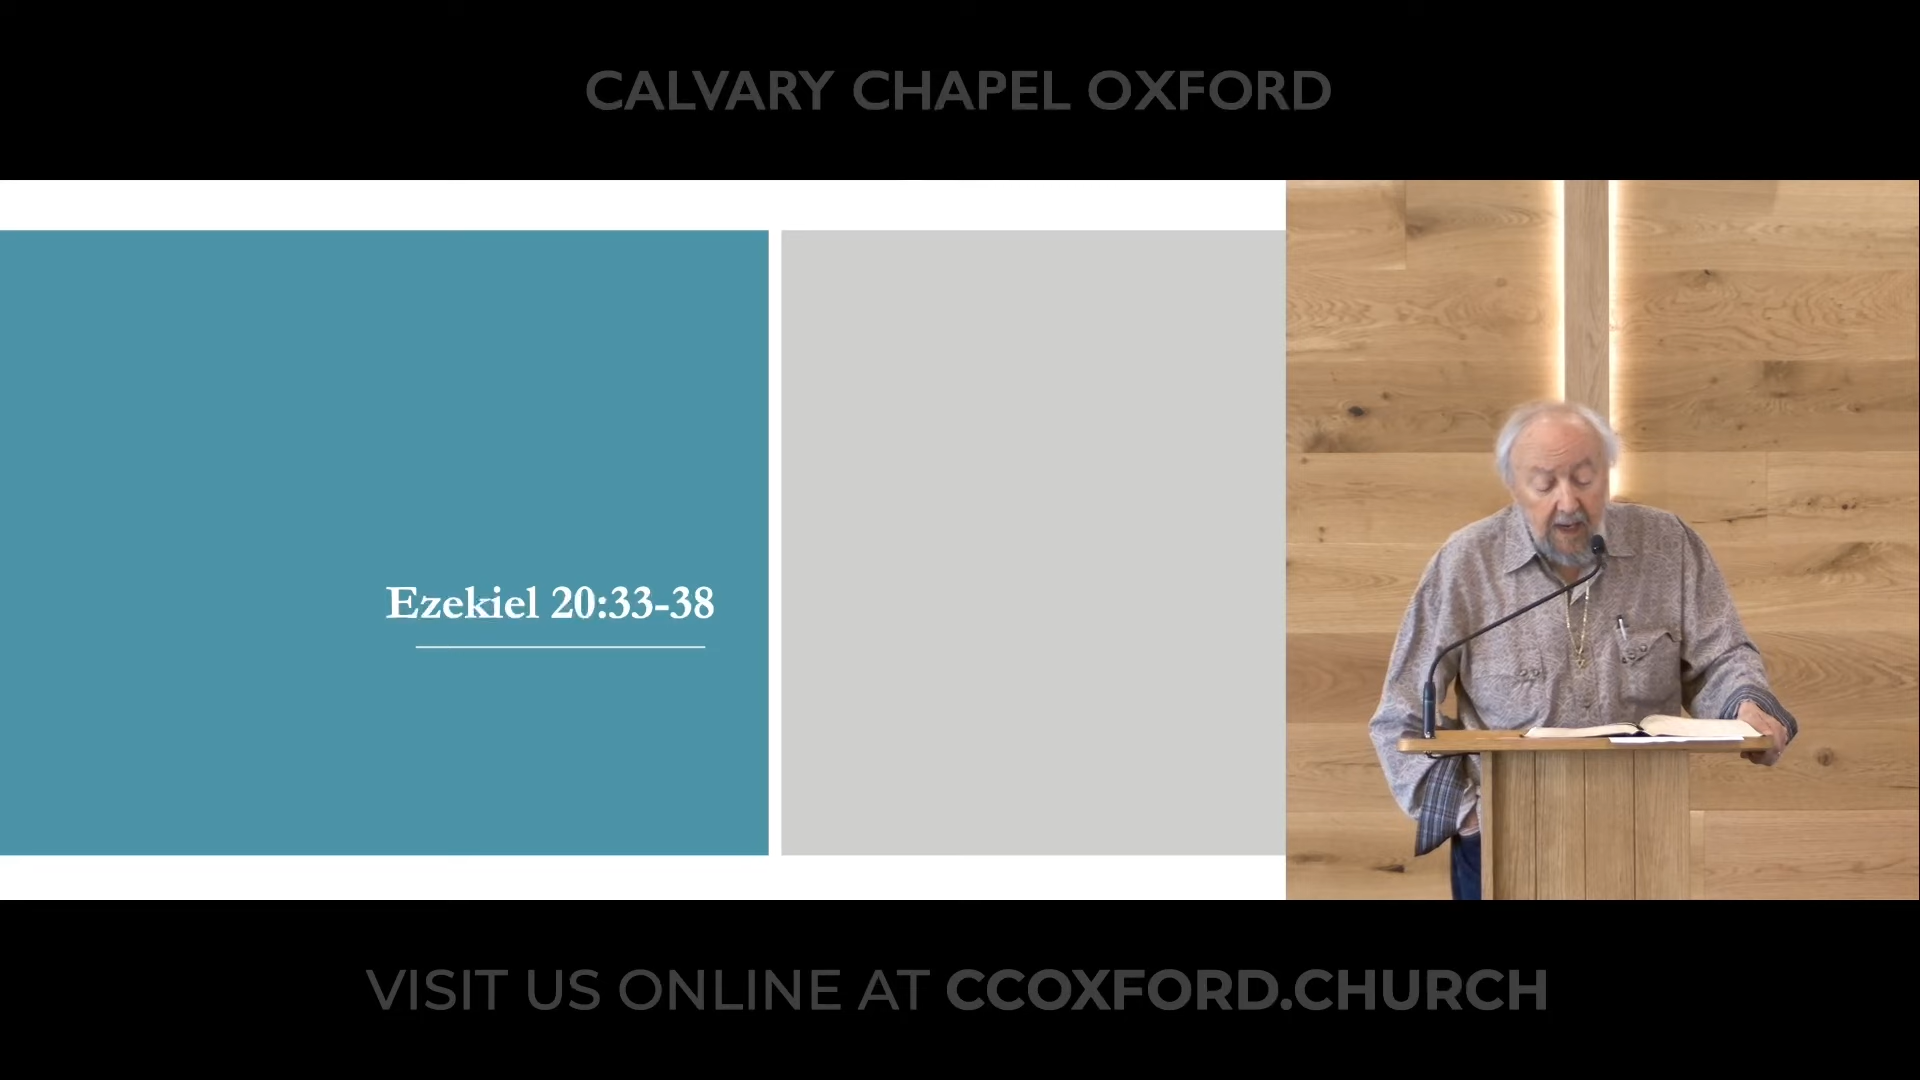 CALVARY CHAPEL OXFORD
Ezekiel 20:33-38
VISIT US ONLINE AT CCOXFORD.CHURCH